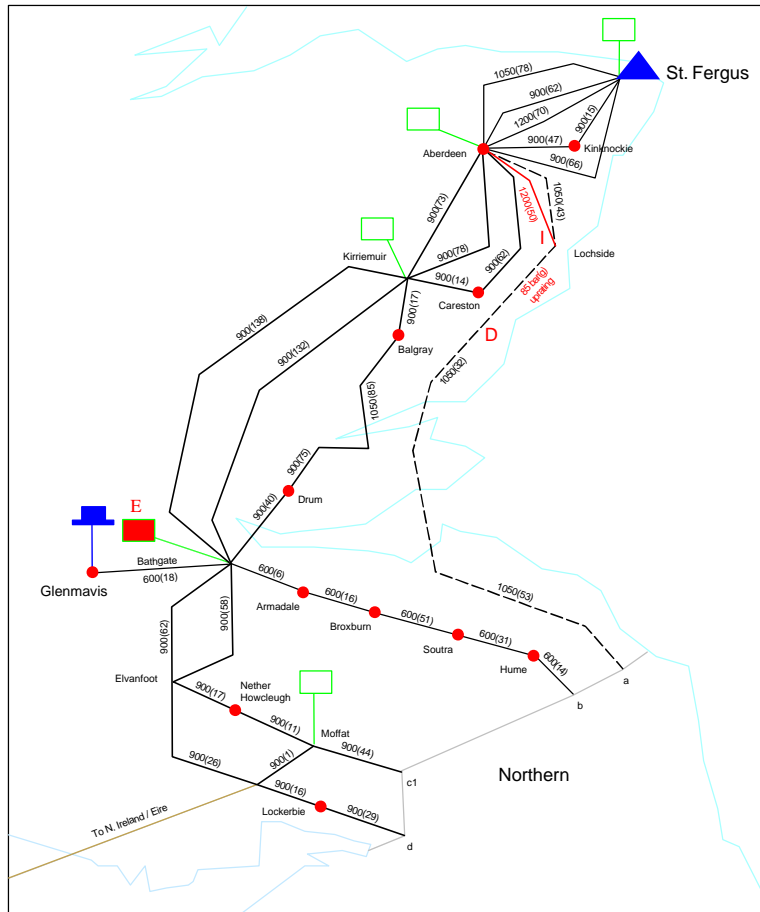 1050(78)
St. Fergus
900(62)
1200(70)
900(15)
900(47)
Kinknockie
Aberdeen
900(66)
900(73)
1200(50)
1050(43)
Kirriemuir
900(78)
900(62)
I
Lochside
900(14)
Careston
85 bar(g)
uprating
900(17)
900(138)
900(132)
Balgray
D
1050(32)
1050(85)
900(75)
Drum
900(40)
E
Bathgate
600(18)
Glenmavis
600(6)
Armadale
600(16)
Broxburn
600(51)
Soutra
600(31)
Hume
600(14)
1050(53)
a
b
900(62)
900(58)
Elvanfoot
900(17)
Nether
Howcleugh
900(11)
Moffat
900(44)
c1
900(26)
900(1)
Northern
900(16)
Lockerbie
900(29)
d
To N. Ireland / Eire